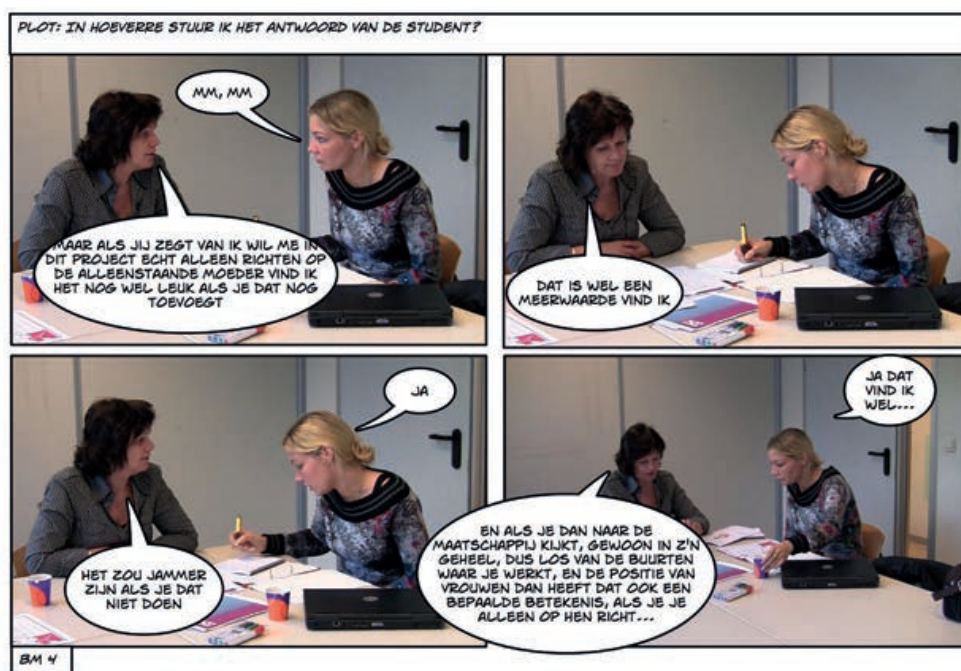 PLOT: IN HOEVERRE STUUR IK HET ANTWOORD VAN DE STUDENT?
MM, MM
MAAR ALS JIJ ZEGT VAN IK WIL ME IN
DIT PROJECT ECHT ALLEEN RICHTEN OP
DE ALLEENSTAANDE MOEDER VIND IK
HET NOG WEL LEUK ALS JE DAT NOG
TOEVOEGT
DAT IS WEL EEN
MEERWAARDE VIND IK
JA
HET ZOU JAMMER
ZIJN ALS JE DAT
NIET DOEN
JA DAT
VIND IK
WEL...
EN ALS JE DAN NAAR DE
MAATSCHAPPIJ KIJKT, GEWOON IN Z'N
GEHEEL, DUS LOS VAN DE BUURTEN
WAAR JE WERKT, EN DE POSITIE VAN
VROUWEN DAN HEEFT DAT OOK EEN
BEPAALDE BETEKENIS, ALS JE JE
ALLEEN OP HEN RICHT...
BM 4